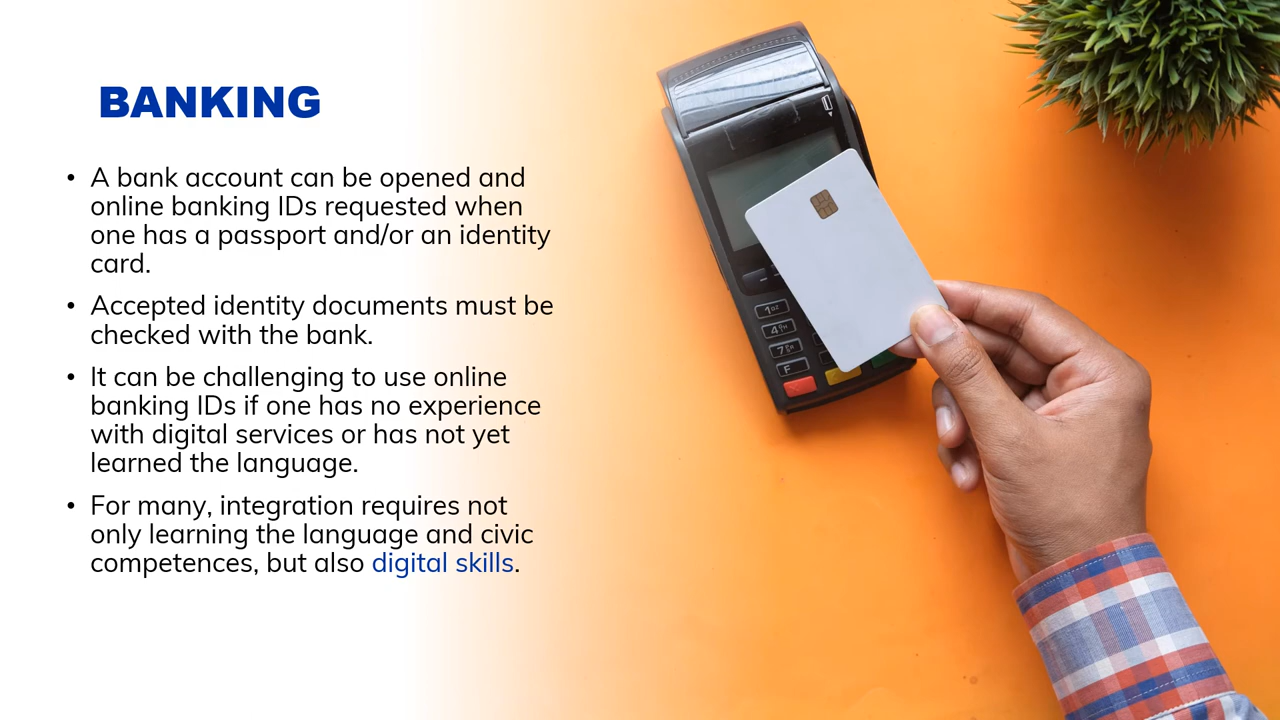 BANKING
• A bank account can be opened and
online banking IDs requested when
one has a passport and/or an identity
card.
• Accepted identity documents must be
checked with the bank.
• It can be challenging to use online
banking IDs if one has no experience
with digital services or has not yet
learned the language.
• For many, integration requires not
only learning the language and civic
competences, but also digital skills.
1oz
4GH
7
F